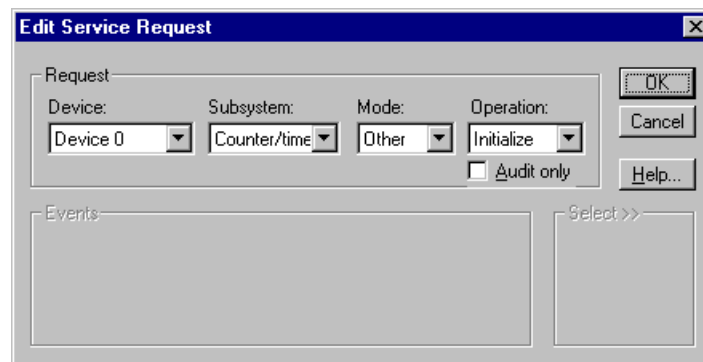 Edit Service Request
Request
Device: Subsystem: Mode: Operation:
Device 0 Counter/time Other Initialize
Audit only
OK
Cancel
Help...
Events
Select >>